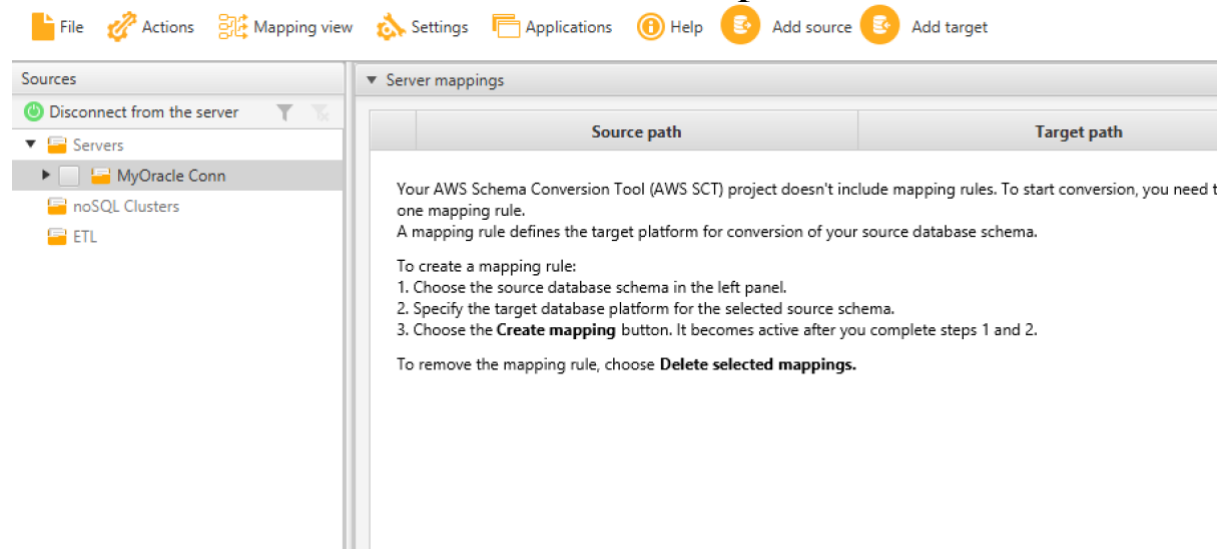 File Actions Mapping view Settings Applications Help Add source Add target
Sources
Server mappings
Disconnect from the server
Source path Target path
Servers
MyOracle Conn
noSQL Clusters
ETL
Your AWS Schema Conversion Tool (AWS SCT) project doesn't include mapping rules. To start conversion, you need
one mapping rule.
A mapping rule defines the target platform for conversion of your source database schema.
To create a mapping rule:
1. Choose the source database schema in the left panel.
2. Specify the target database platform for the selected source schema.
3. Choose the Create mapping button. It becomes active after you complete steps 1 and 2.
To remove the mapping rule, choose Delete selected mappings.